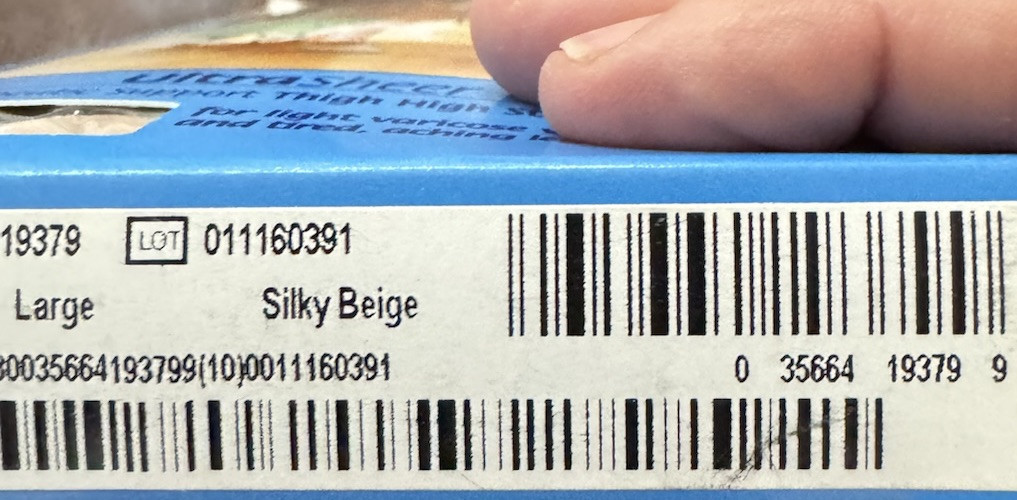 Ultrasheer
Support Thigh High
for light varicose
and tired, aching
19379 LOT 011160391
Large Silky Beige
30035664193799(10)0011160391
0 35664 19379 9